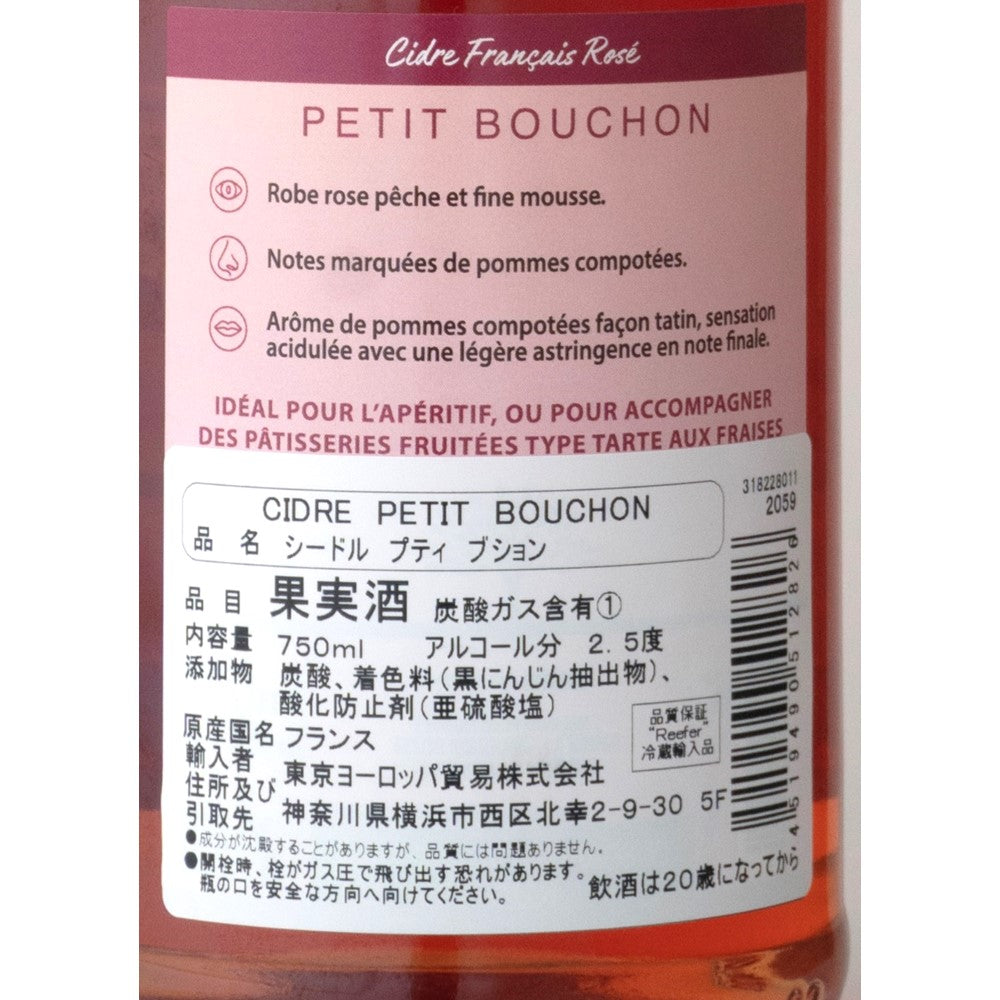 Cidre Français Rosé
PETIT BOUCHON
Robe rose pêche et fine mousse.
Notes marquées de pommes compotées.
Arôme de pommes compotées façon tatin, sensation
acidulée avec une légère astringence en note finale.
IDÉAL POUR L'APÉRITIF, OU POUR ACCOMPAGNER
DES PÂTISSERIES FRUITÉES TYPE TARTE AUX FRAISES
318228011
2059
CIDRE PETIT BOUCHON
品名 シードル プティ ブション
品目 果実酒 炭酸ガス含有①
内容量 750ml アルコール分 2.5度
添加物 炭酸、着色料(黒にんじん抽出物)、
酸化防止剤(亜硫酸塩)
原産国名 フランス
輸入者 東京ヨーロッパ貿易株式会社
住所及び
引取先 神奈川県横浜市西区北幸2-9-30 5F
品質保証
"Reefer"
冷蔵輸入品
●成分が沈殿することがありますが、品質には問題ありません。
●開栓時、栓がガス圧で飛び出す恐れがあります。
瓶の口を安全な方向へ向けてください。
飲酒は20歳になってから
4519490512826